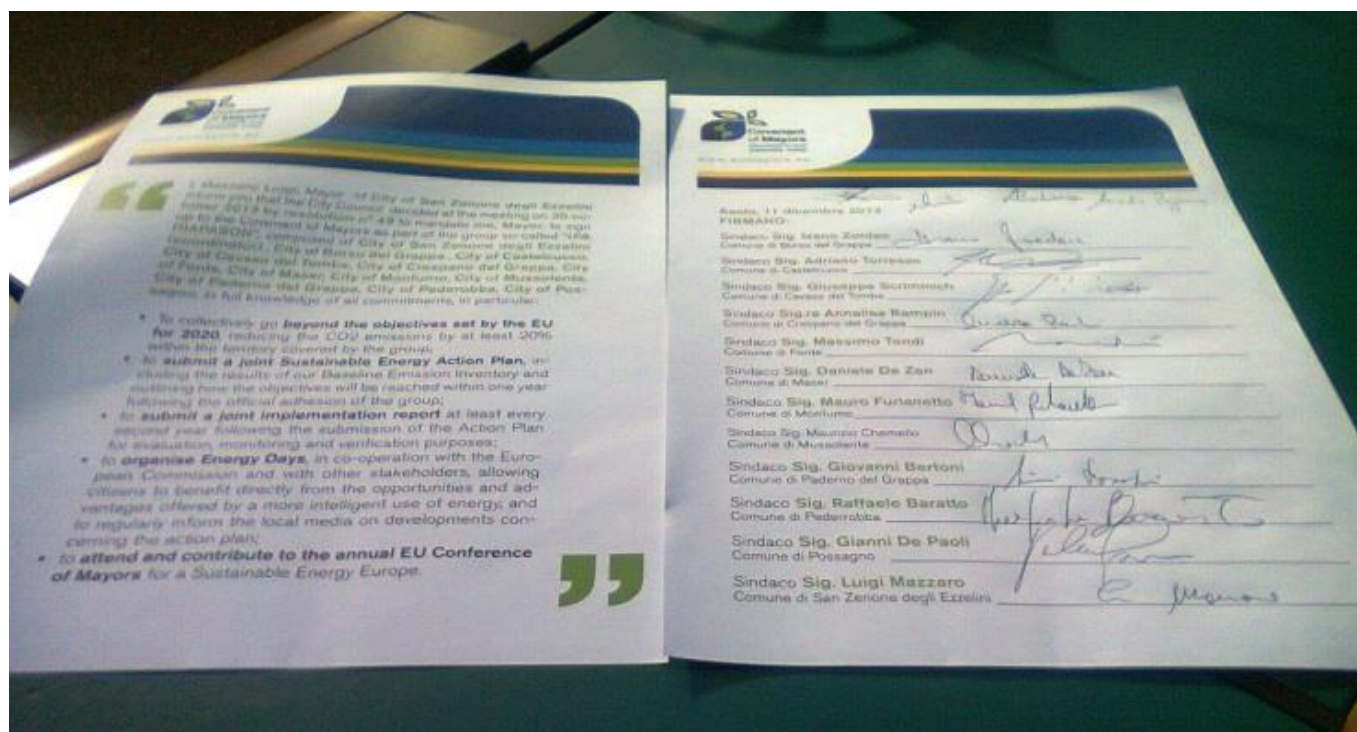 Covenant
of Mayors
I, Mazzaro Luigi, Mayor of City of San Zenone degli Ezzelini
inform you that the City Council decided at the meeting on 30
2013 by resolution n° 49 to mandate me, Mayor, to sign
up to the Covenant of Mayors as part of the group so called
DIAPASON", composed of City of San Zenone degli Ezzelini
(coordinator), City of Borso del Grappa, City of Castelcucco,
City of Cavaso del Tomba, City of Crespano del Grappa, City
of Fonte, City of Maser, City of Monfumo, City of Mussolente,
City of Paderno del Grappa, City of Pederobba, City of Pos-
sagno, in full knowledge of all commitments, in particular:
• To collectively go beyond the objectives set by the EU
for 2020, reducing the CO2 emissions by at least 20%
within the territory covered by the group;
• to submit a joint Sustainable Energy Action Plan, in-
cluding the results of our Baseline Emission Inventory and
outlining how the objectives will be reached within one year
following the official adhesion of the group;
• to submit a joint implementation report at least every
second year following the submission of the Action Plan
for evaluation, monitoring and verification purposes;
• to organise Energy Days, in co-operation with the Euro-
pean Commission and with other stakeholders, allowing
citizens to benefit directly from the opportunities and ad-
vantages offered by a more intelligent use of energy, and
to regularly inform the local media on developments con-
cerning the action plan;
• to attend and contribute to the annual EU Conference
of Mayors for a Sustainable Energy Europe.
Covenant
of Mayors
www.eumayors.eu
Asolo, 11 dicembre 2013
FIRMANO:
Sindaco Sig. Ivano Zordan
Comune di Borso del Grappa
Sindaco Sig. Adriano Torresan
Comune di Castelcucco
Sindaco Sig. Giuseppe Scriminich
Comune di Cavaso del Tomba
Sindaco Sig.ra Annalisa Rampin
Comune di Crespano del Grappa
Sindaco Sig. Massimo Tondi
Comune di Fonte
Sindaco Sig. Daniele De Zen
Comune di Maser
Daniele De Zen
Sindaco Sig. Mauro Furlanetto
Comune di Monfumo
Sindaco Sig. Maurizio Chemello
Comune di Mussolente
Sindaco Sig. Giovanni Bertoni
Comune di Paderno del Grappa
Sindaco Sig. Raffaele Baratto
Comune di Pederobba
Sindaco Sig. Gianni De Paoli
Comune di Possagno
Sindaco Sig. Luigi Mazzaro
Comune di San Zenone degli Ezzelini